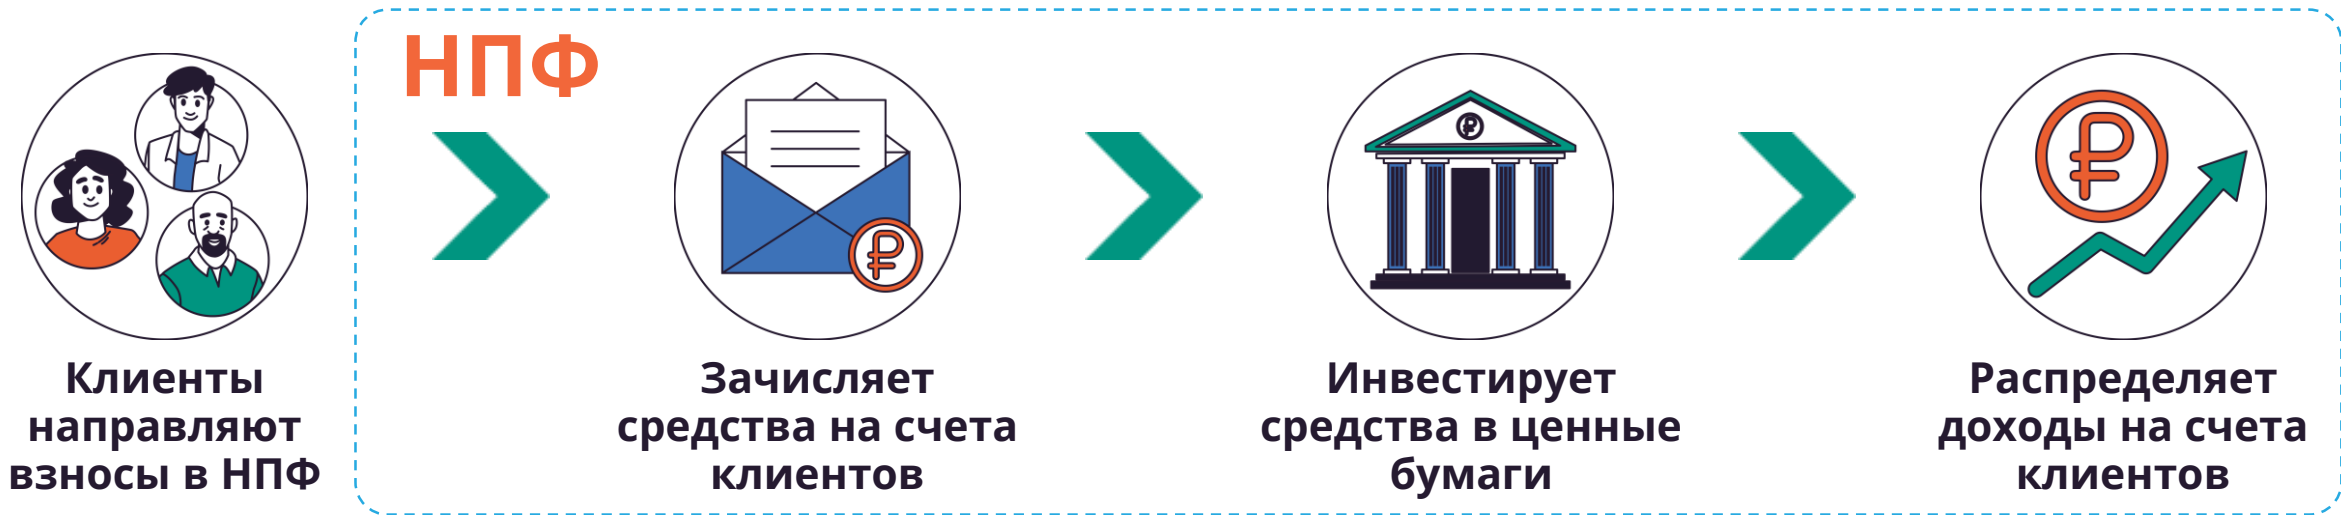 НПФ
Клиенты
направляют
взносы в НПФ
Зачисляет
средства на счета
клиентов
Инвестирует
средства в ценные
бумаги
Распределяет
доходы на счета
клиентов